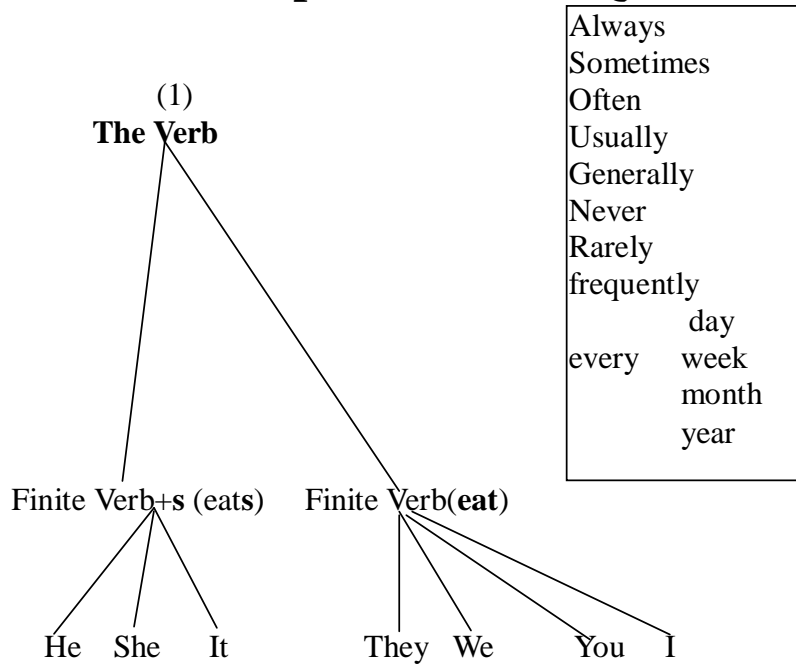 (1)
The Verb
Finite Verb+s (eats)
Finite Verb(eat)
He She It
They We You I
Always
Sometimes
Often
Usually
Generally
Never
Rarely
frequently
day
every week
month
year